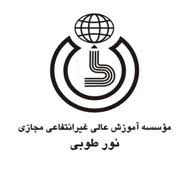 مؤسسه آموزش عالی غیرانتفاعی مجازی
نور طوبی